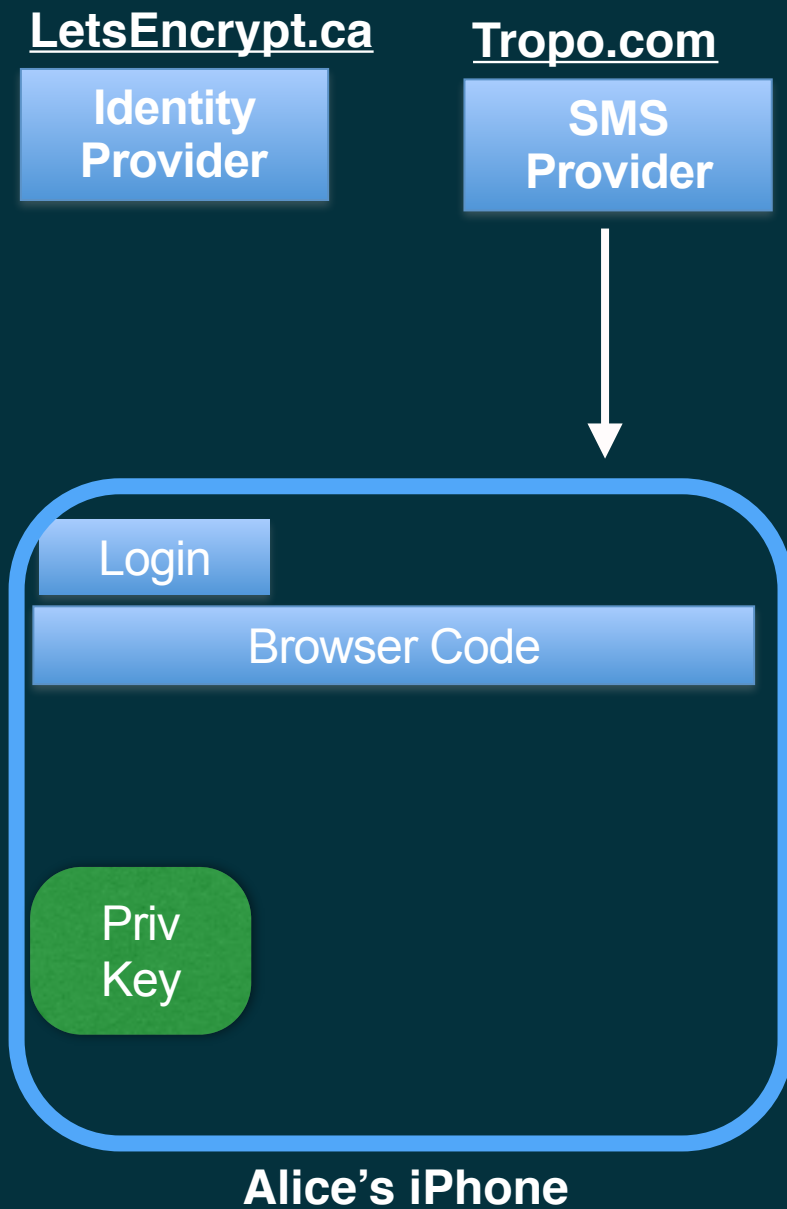 LetsEncrypt.ca
Identity
Provider
Tropo.com
SMS
Provider
Login
Browser Code
Priv
Key
Alice’s iPhone